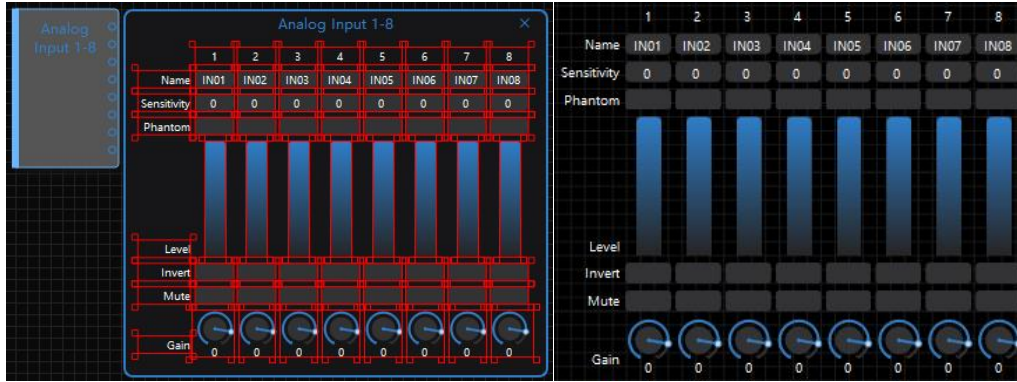 Analog
Input 1-8
Analog Input 1-8
1 2 3 4 5 6 7 8
Name IN01 IN02 IN03 IN04 IN05 IN06 IN07 IN08
Sensitivity 0 0 0 0 0 0 0 0
Phantom
Level
Invert
Mute
Gain 0 0 0 0 0 0 0 0
1 2 3 4 5 6 7 8
Name IN01 IN02 IN03 IN04 IN05 IN06 IN07 IN08
Sensitivity 0 0 0 0 0 0 0 0
Phantom
Level
Invert
Mute
Gain 0 0 0 0 0 0 0 0